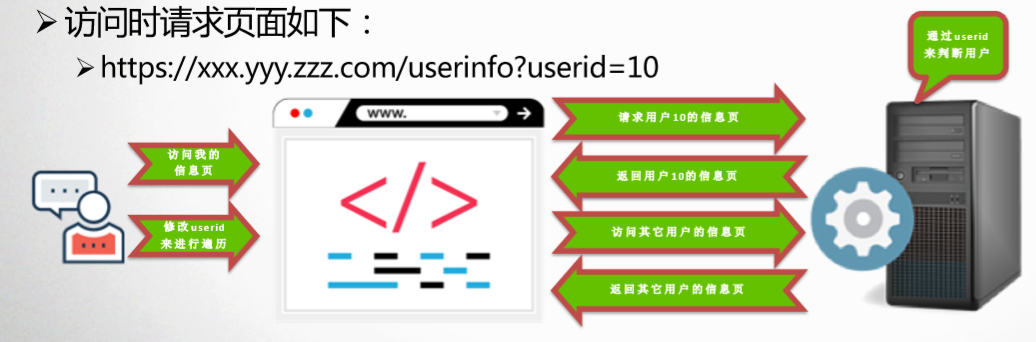 访问时请求页面如下：
https://xxx.yyy.zzz.com/userinfo?userid=10
通过userid
来判断用户
www.
请求用户10的信息页
访问我的
信息页
返回用户10的信息页
修改userid
来进行遍历
访问其它用户的信息页
返回其它用户的信息页